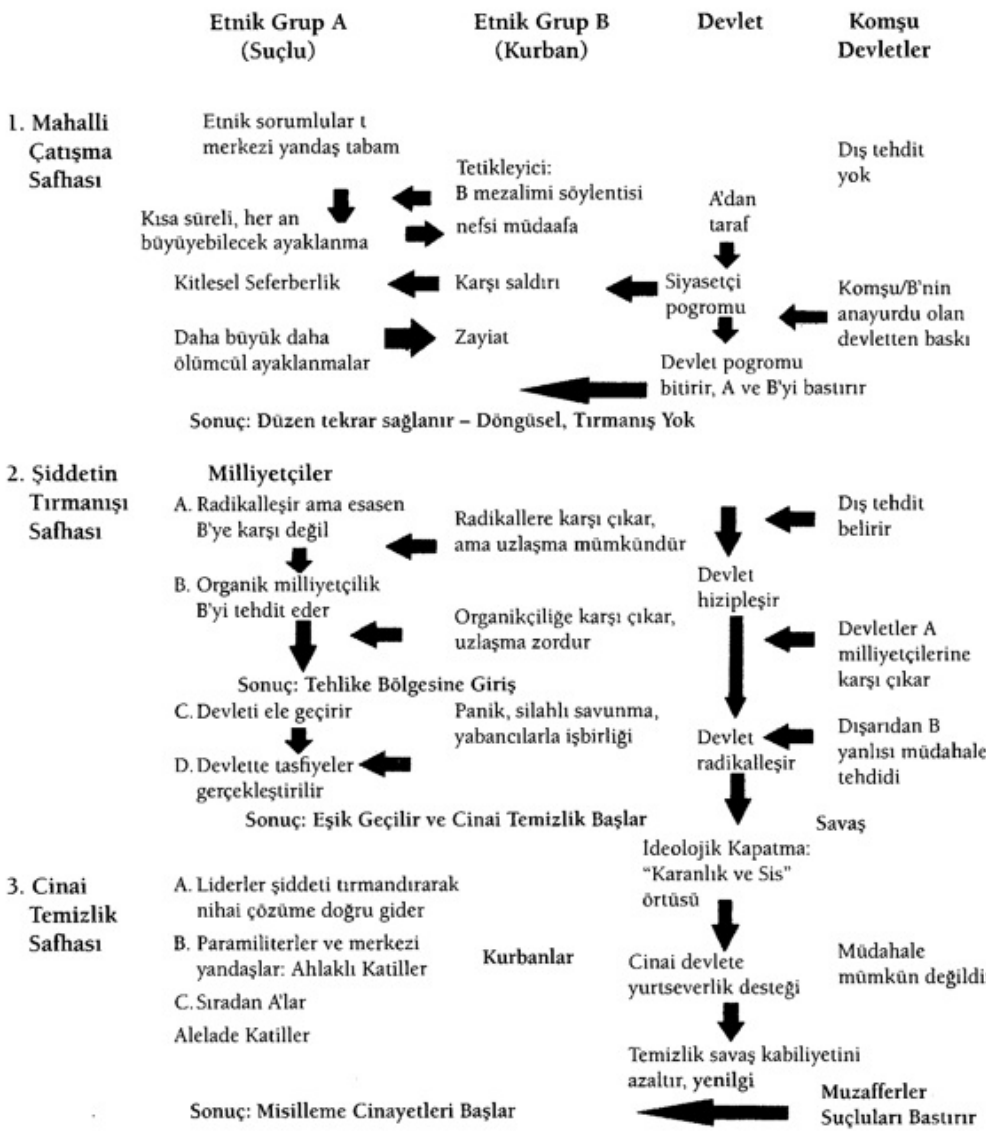 Etnik Grup A
(Suçlu)
Etnik Grup B
(Kurban)
Devlet
Komşu
Devletler
1. Mahalli
Çatışma
Safhası
Etnik sorumlular t
merkezi yandaş tabam
Tetikleyici:
B mezalimi söylentisi
Dış tehdit
yok
A'dan
taraf
Kısa süreli, her an
büyüyebilecek ayaklanma
nefsi müdaafa
Kitlesel Seferberlik
Karşı saldırı
Siyasetçi
pogromu
Komşu/B'nin
anayurdu olan
devletten baskı
Daha büyük daha
ölümcül ayaklanmalar
Zayiat
Devlet pogromu
bitirir, A ve B'yi bastırır
Sonuç: Düzen tekrar sağlanır – Döngüsel, Tırmanış Yok
2. Şiddetin
Tırmanışı
Safhası
Milliyetçiler
A. Radikalleşir ama esasen
B'ye karşı değil
Radikallere karşı çıkar,
ama uzlaşma mümkündür
Dış tehdit
belirir
Devlet
hizipleşir
B. Organik milliyetçilik
B'yi tehdit eder
Organikçiliğe karşı çıkar,
uzlaşma zordur
Devletler A
milliyetçilerine
karşı çıkar
Sonuç: Tehlike Bölgesine Giriş
C. Devleti ele geçirir
Panik, silahlı savunma,
yabancılarla işbirliği
Devlet
radikalleşir
Dışarıdan B
yanlısı müdahale
tehdidi
D. Devlette tasfiyeler
gerçekleştirilir
Sonuç: Eşik Geçilir ve Cinai Temizlik Başlar
Savaş
İdeolojik Kapatma:
"Karanlık ve Sis"
örtüsü
3. Cinai
Temizlik
Safhası
A. Liderler şiddeti tırmandırarak
nihai çözüme doğru gider
B. Paramiliterler ve merkezi
yandaşlar: Ahlaklı Katiller
Kurbanlar
Cinai devlete
yurtseverlik desteği
Müdahale
mümkün değildi
C. Sıradan A'lar
Alelade Katiller
Temizlik savaş kabiliyetini
azaltır, yenilgi
Sonuç: Misilleme Cinayetleri Başlar
Muzafferler
Suçluları Bastırır